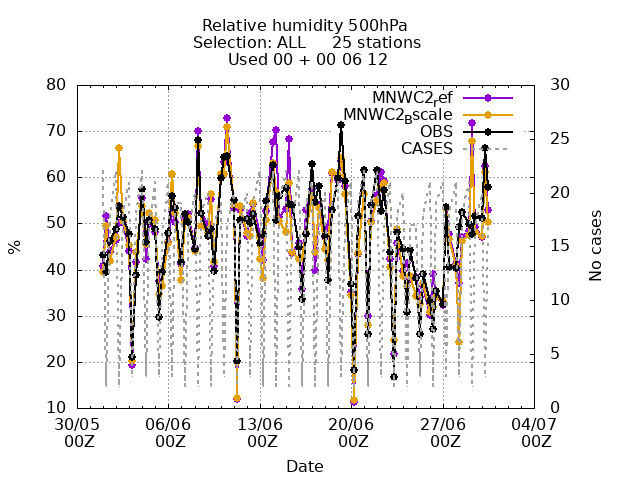 Relative humidity 500hPa
Selection: ALL 25 stations
Used 00 + 00 06 12
MNWC2ref
MNWC2Bscale
OBS
CASES
80
70
60
50
40
30
20
10
%
30
25
20
15
10
5
0
No cases
30/05 06/06 13/06 20/06 27/06 04/07
00Z 00Z 00Z 00Z 00Z 00Z
Date